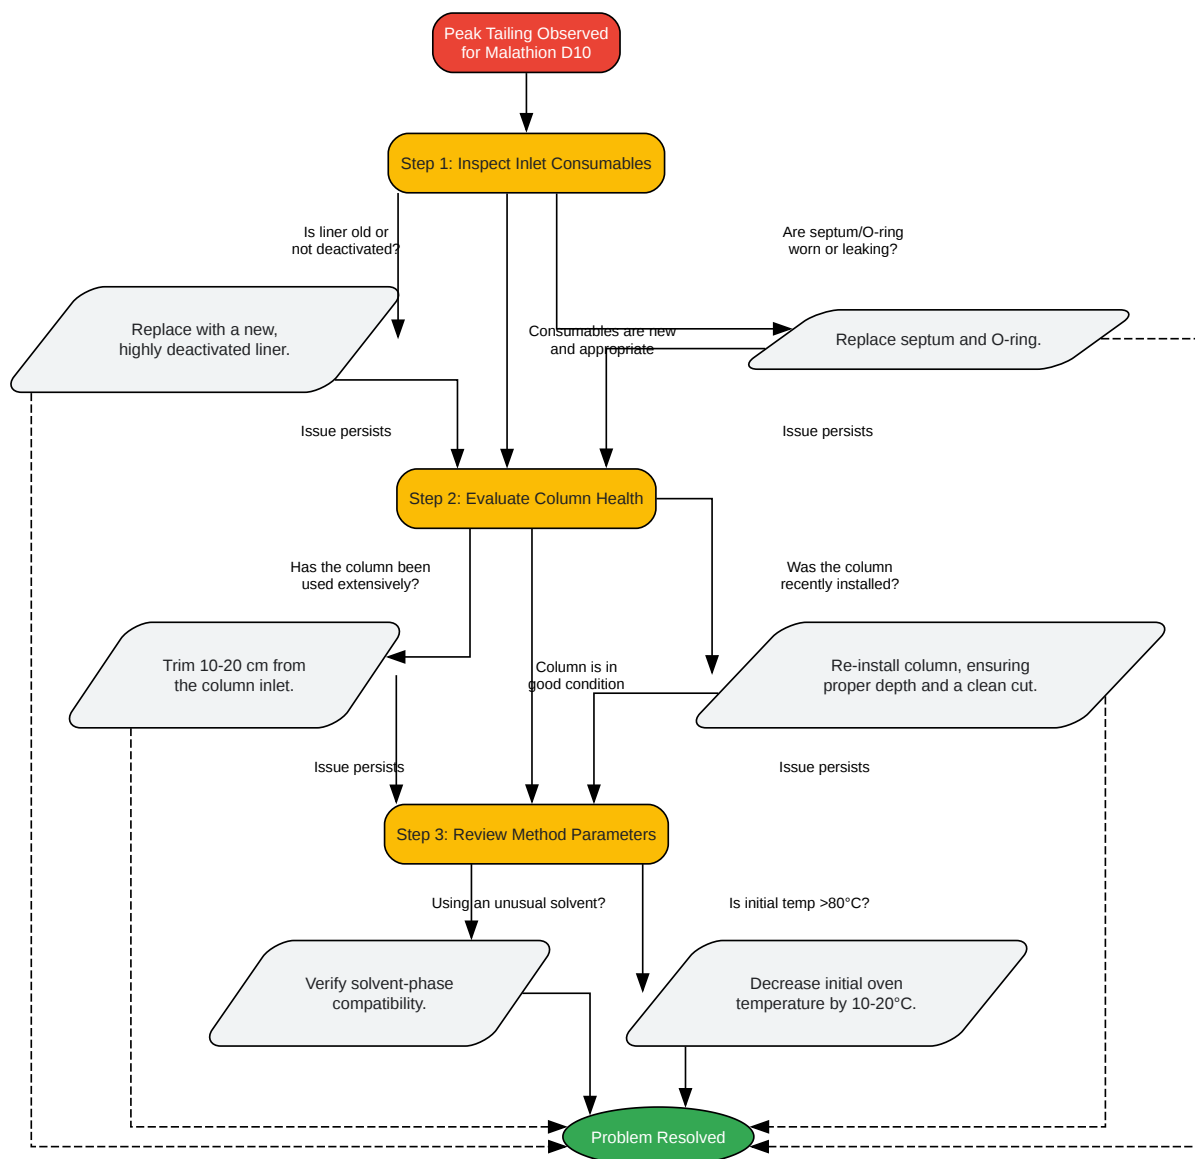 Peak Tailing Observed
for Malathion D10
Step 1: Inspect Inlet Consumables
Is liner old or
not deactivated?
Are septum/O-ring
worn or leaking?
Replace with a new,
highly deactivated liner.
Consumables are new
and appropriate
Replace septum and O-ring.
Issue persists
Issue persists
Step 2: Evaluate Column Health
Has the column been
used extensively?
Was the column
recently installed?
Trim 10-20 cm from
the column inlet.
Column is in
good condition
Re-install column, ensuring
proper depth and a clean cut.
Issue persists
Issue persists
Step 3: Review Method Parameters
Using an unusual solvent?
Is initial temp >80°C?
Verify solvent-phase
compatibility.
Decrease initial oven
temperature by 10-20°C.
Problem Resolved